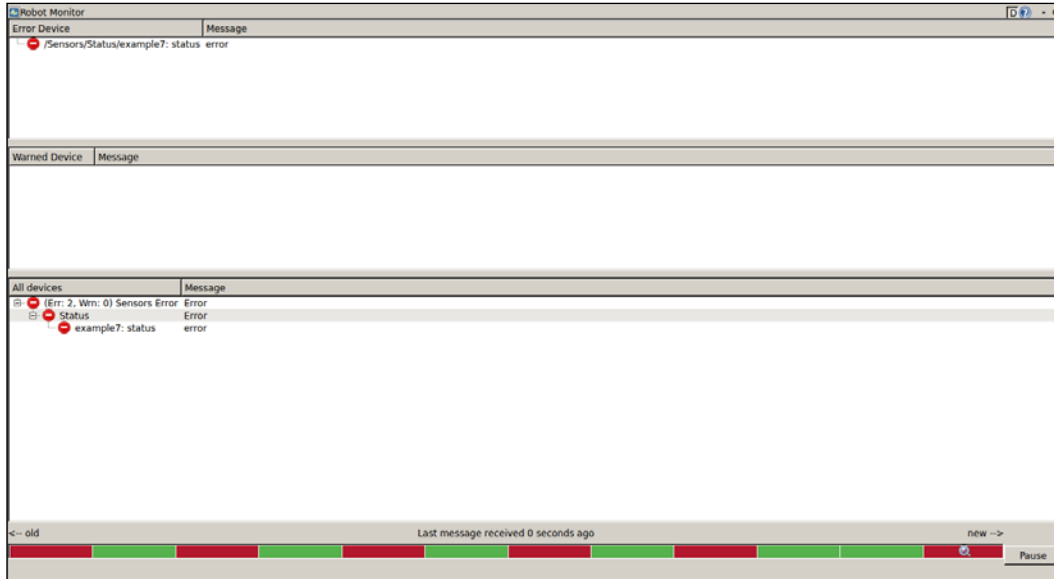 Robot Monitor D
Error Device Message
/Sensors/Status/example7: status error
Warned Device Message
All devices Message
(Err: 2, Wrn: 0) Sensors Error Error
Status Error
example7: status error
<-- old Last message received 0 seconds ago new -->
Pause